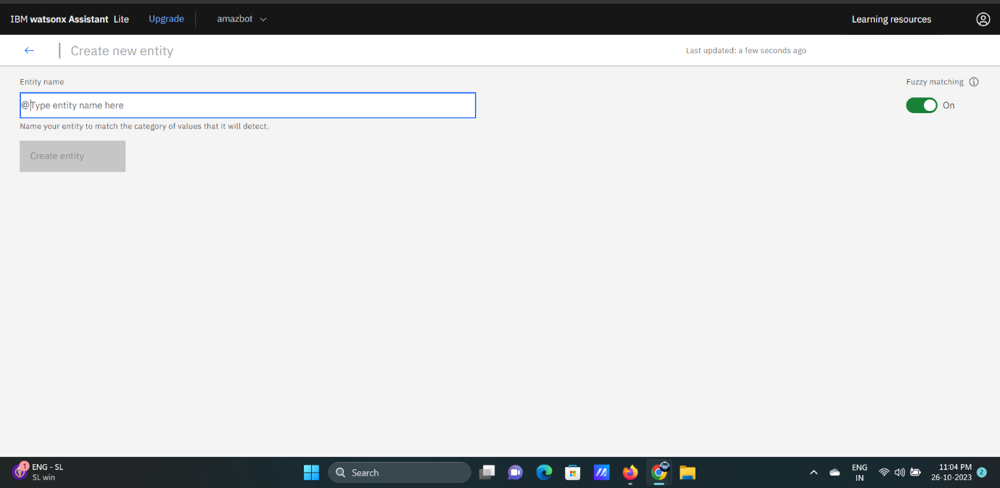 IBM watsonx Assistant Lite Upgrade amazbot Learning resources
Create new entity Last updated: a few seconds ago
Entity name Fuzzy matching
@Type entity name here On
Name your entity to match the category of values that it will detect.
Create entity
1 ENG - SL
SL win
Search
ENG
IN
11:04 PM
26-10-2023
2